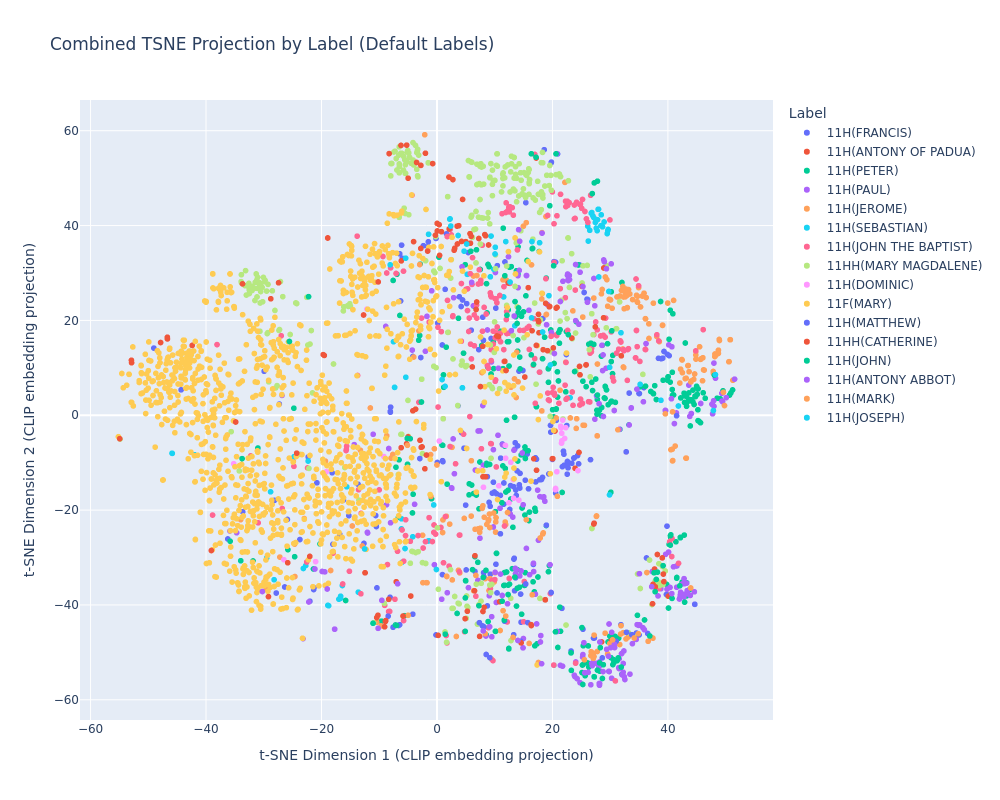 Combined TSNE Projection by Label (Default Labels)
Label
11H(FRANCIS)
11H(ANTONY OF PADUA)
11H(PETER)
11H(PAUL)
11H(JEROME)
11H(SEBASTIAN)
11H(JOHN THE BAPTIST)
11HH(MARY MAGDALENE)
11H(DOMINIC)
11F(MARY)
11H(MATTHEW)
11HH(CATHERINE)
11H(JOHN)
11H(ANTONY ABBOT)
11H(MARK)
11H(JOSEPH)
60
40
20
0
−20
−40
−60
t-SNE Dimension 2 (CLIP embedding projection)
−60 −40 −20 0 20 40
t-SNE Dimension 1 (CLIP embedding projection)